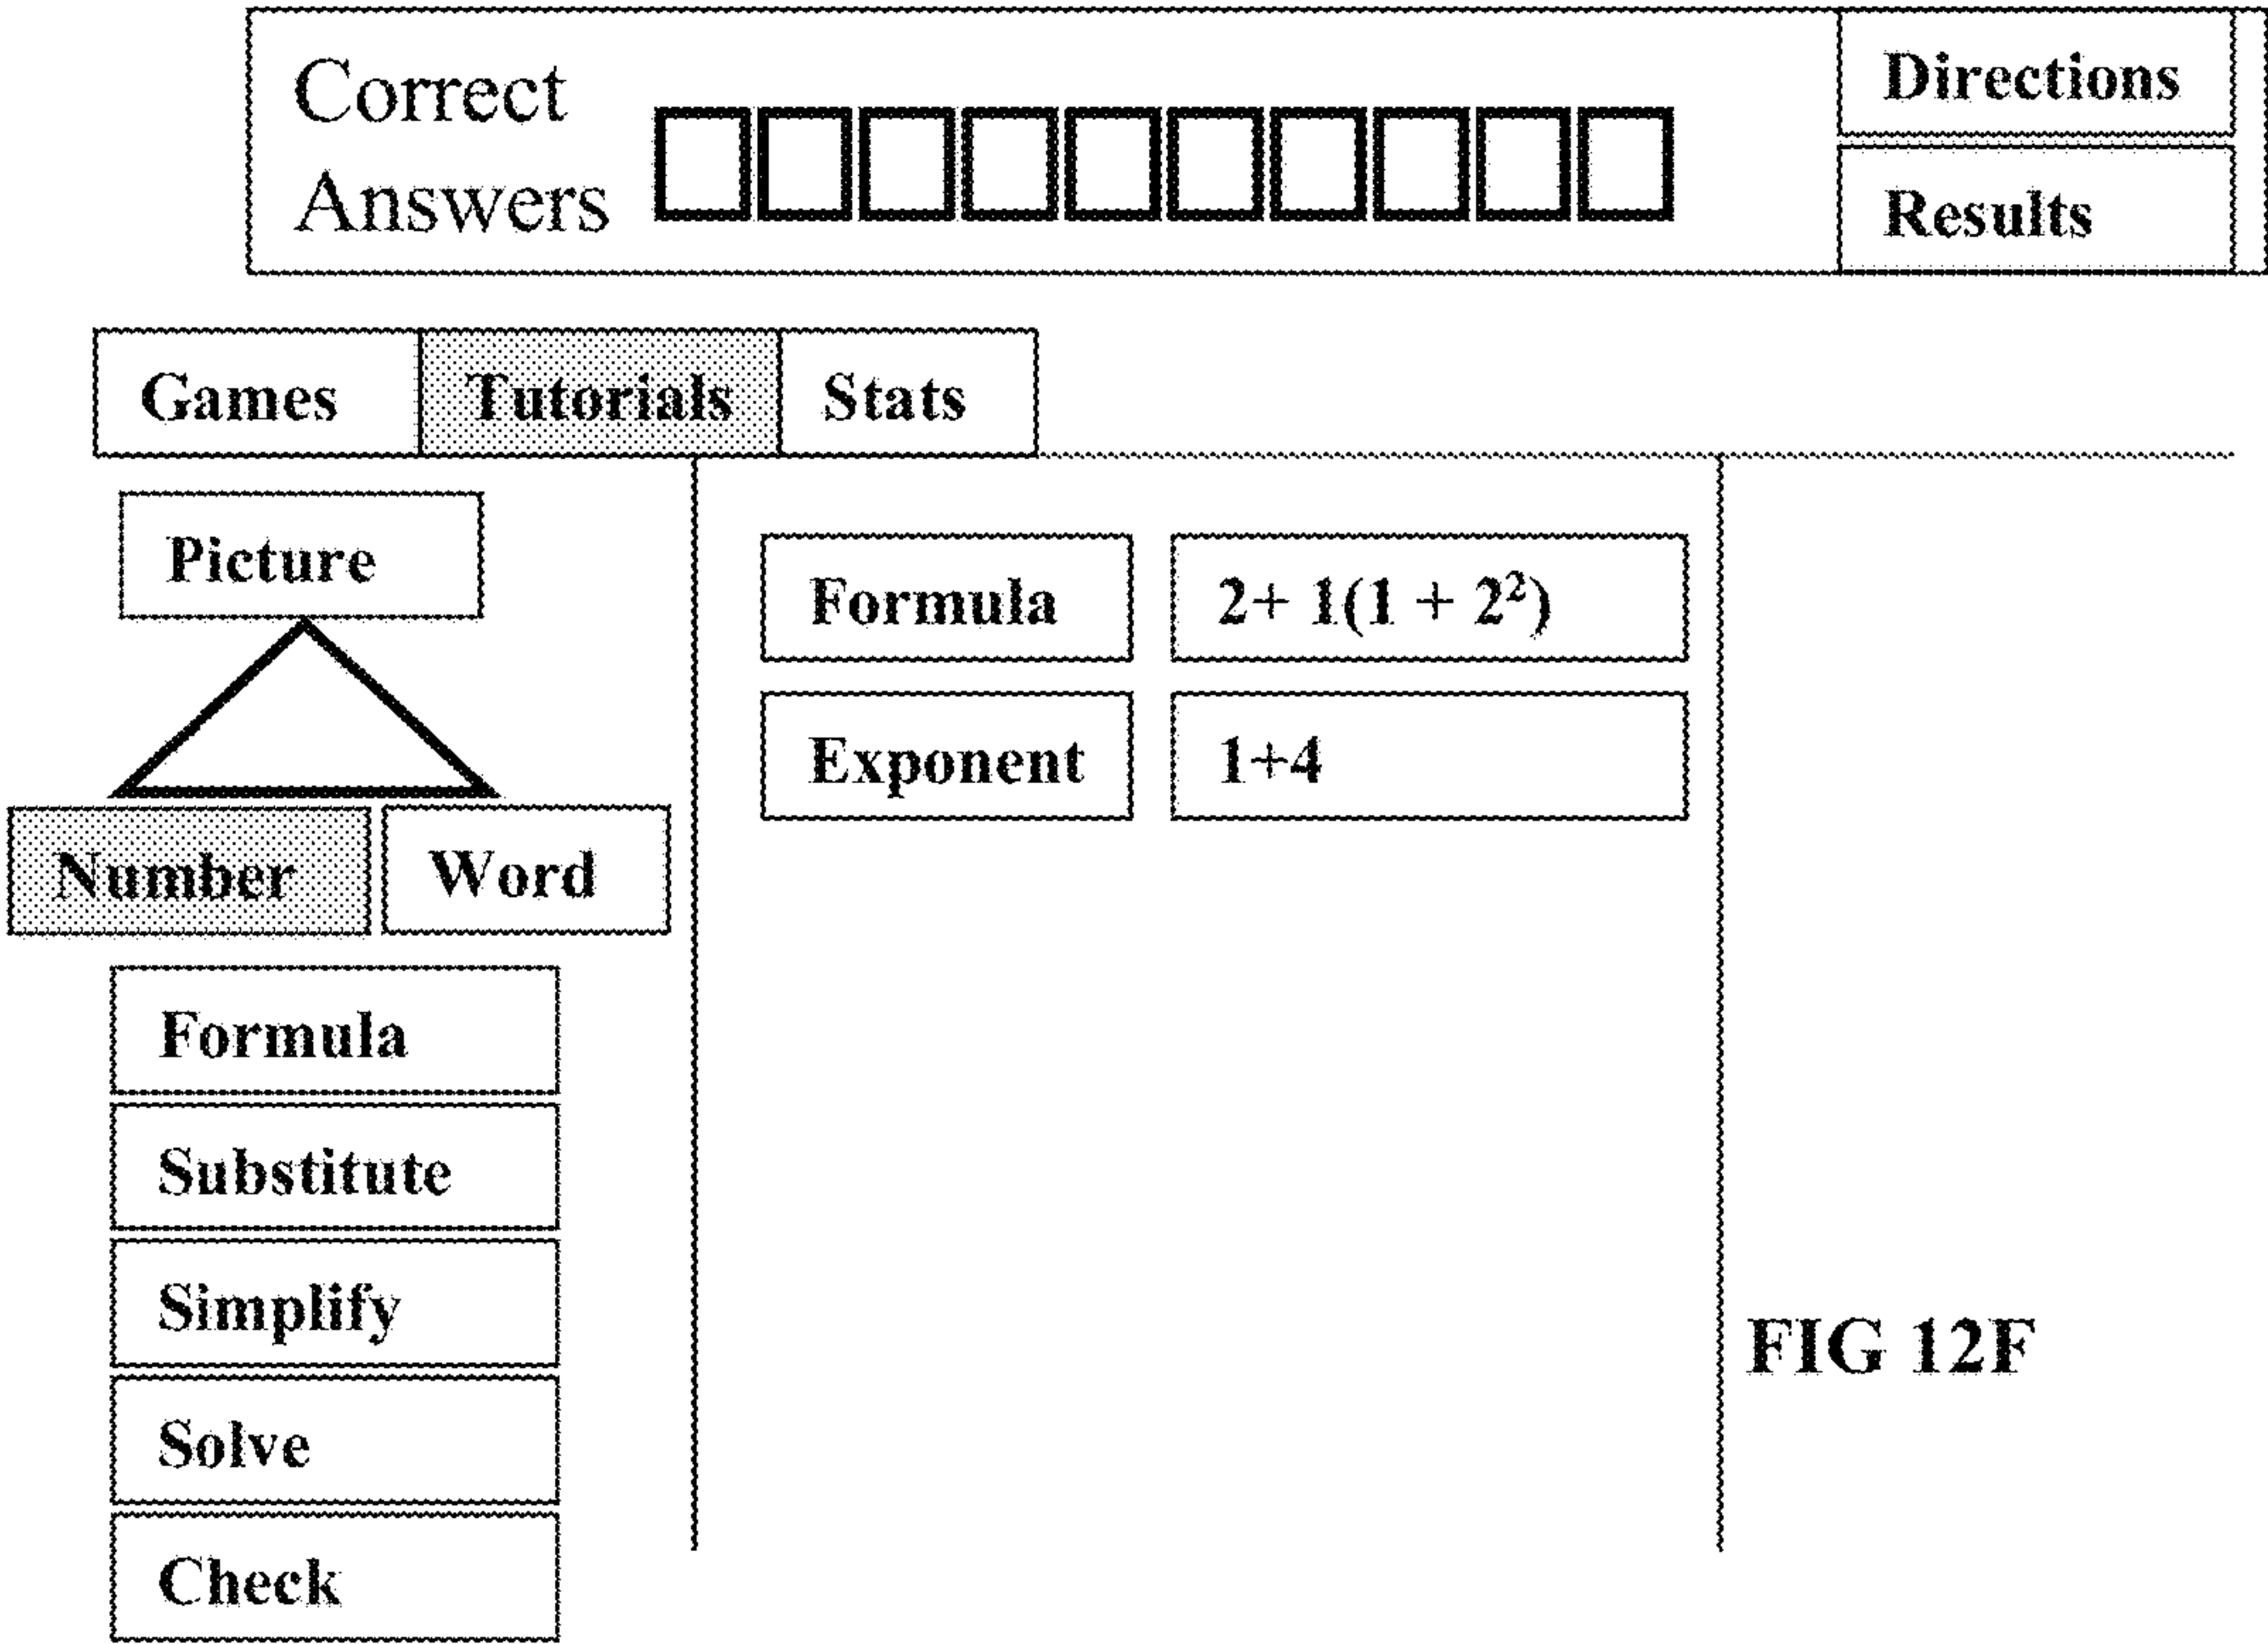 Correct
Answers
Directions
Results
Games Tutorials Stats
Picture
Number Word
Formula
Substitute
Simplify
Solve
Check
Formula 2+ 1(1 + 2²)
Exponent 1+4
FIG 12F